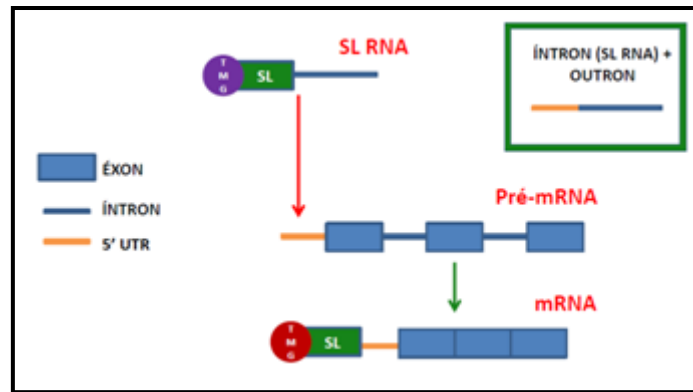 SL RNA
T
M
G
SL
ÍNTRON (SL RNA) +
OUTRON
ÉXON
ÍNTRON
5' UTR
Pré-mRNA
mRNA
T
M
G
SL